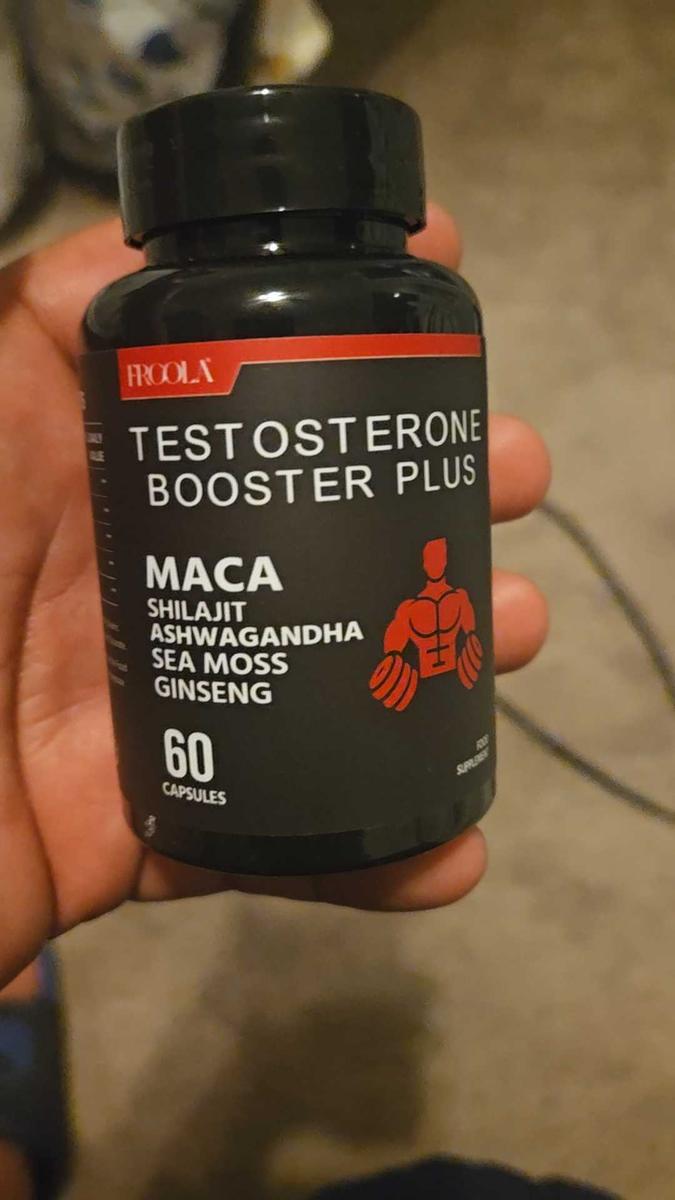 FROOLA
TESTOSTERONE
BOOSTER PLUS
MACA
SHILAJIT
ASHWAGANDHA
SEA MOSS
GINSENG
60
CAPSULES
FOOD
SUPPLEMENT